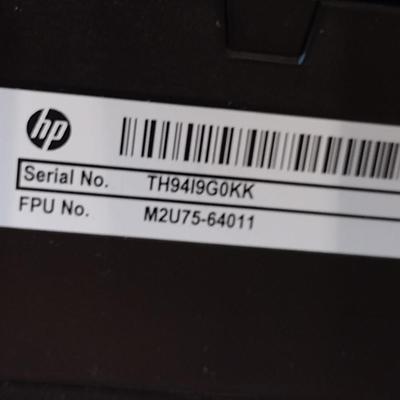 hp
Serial No. TH94I9G0KK
FPU No. M2U75-64011